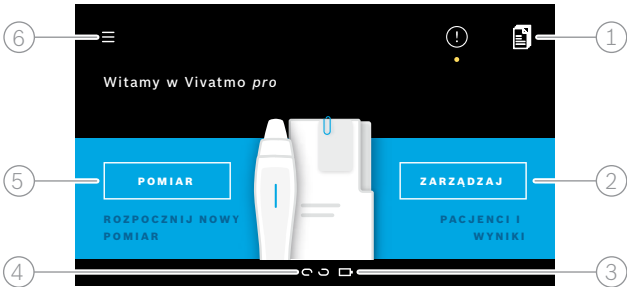 6
1
Witamy w Vivatmo pro
5
POMIAR
ZARZĄDZAJ
2
ROZPOCZNIJ NOWY
POMIAR
PACJENCI I
WYNIKI
4
3